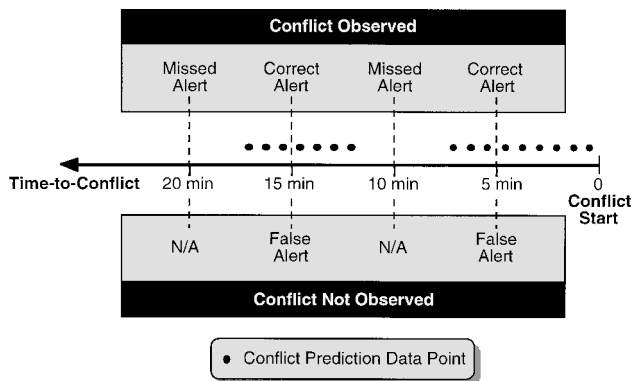 Conflict Observed
Missed Alert
Correct Alert
Missed Alert
Correct Alert
Time-to-Conflict
20 min
15 min
10 min
5 min
0
Conflict Start
N/A
False Alert
N/A
False Alert
Conflict Not Observed
Conflict Prediction Data Point